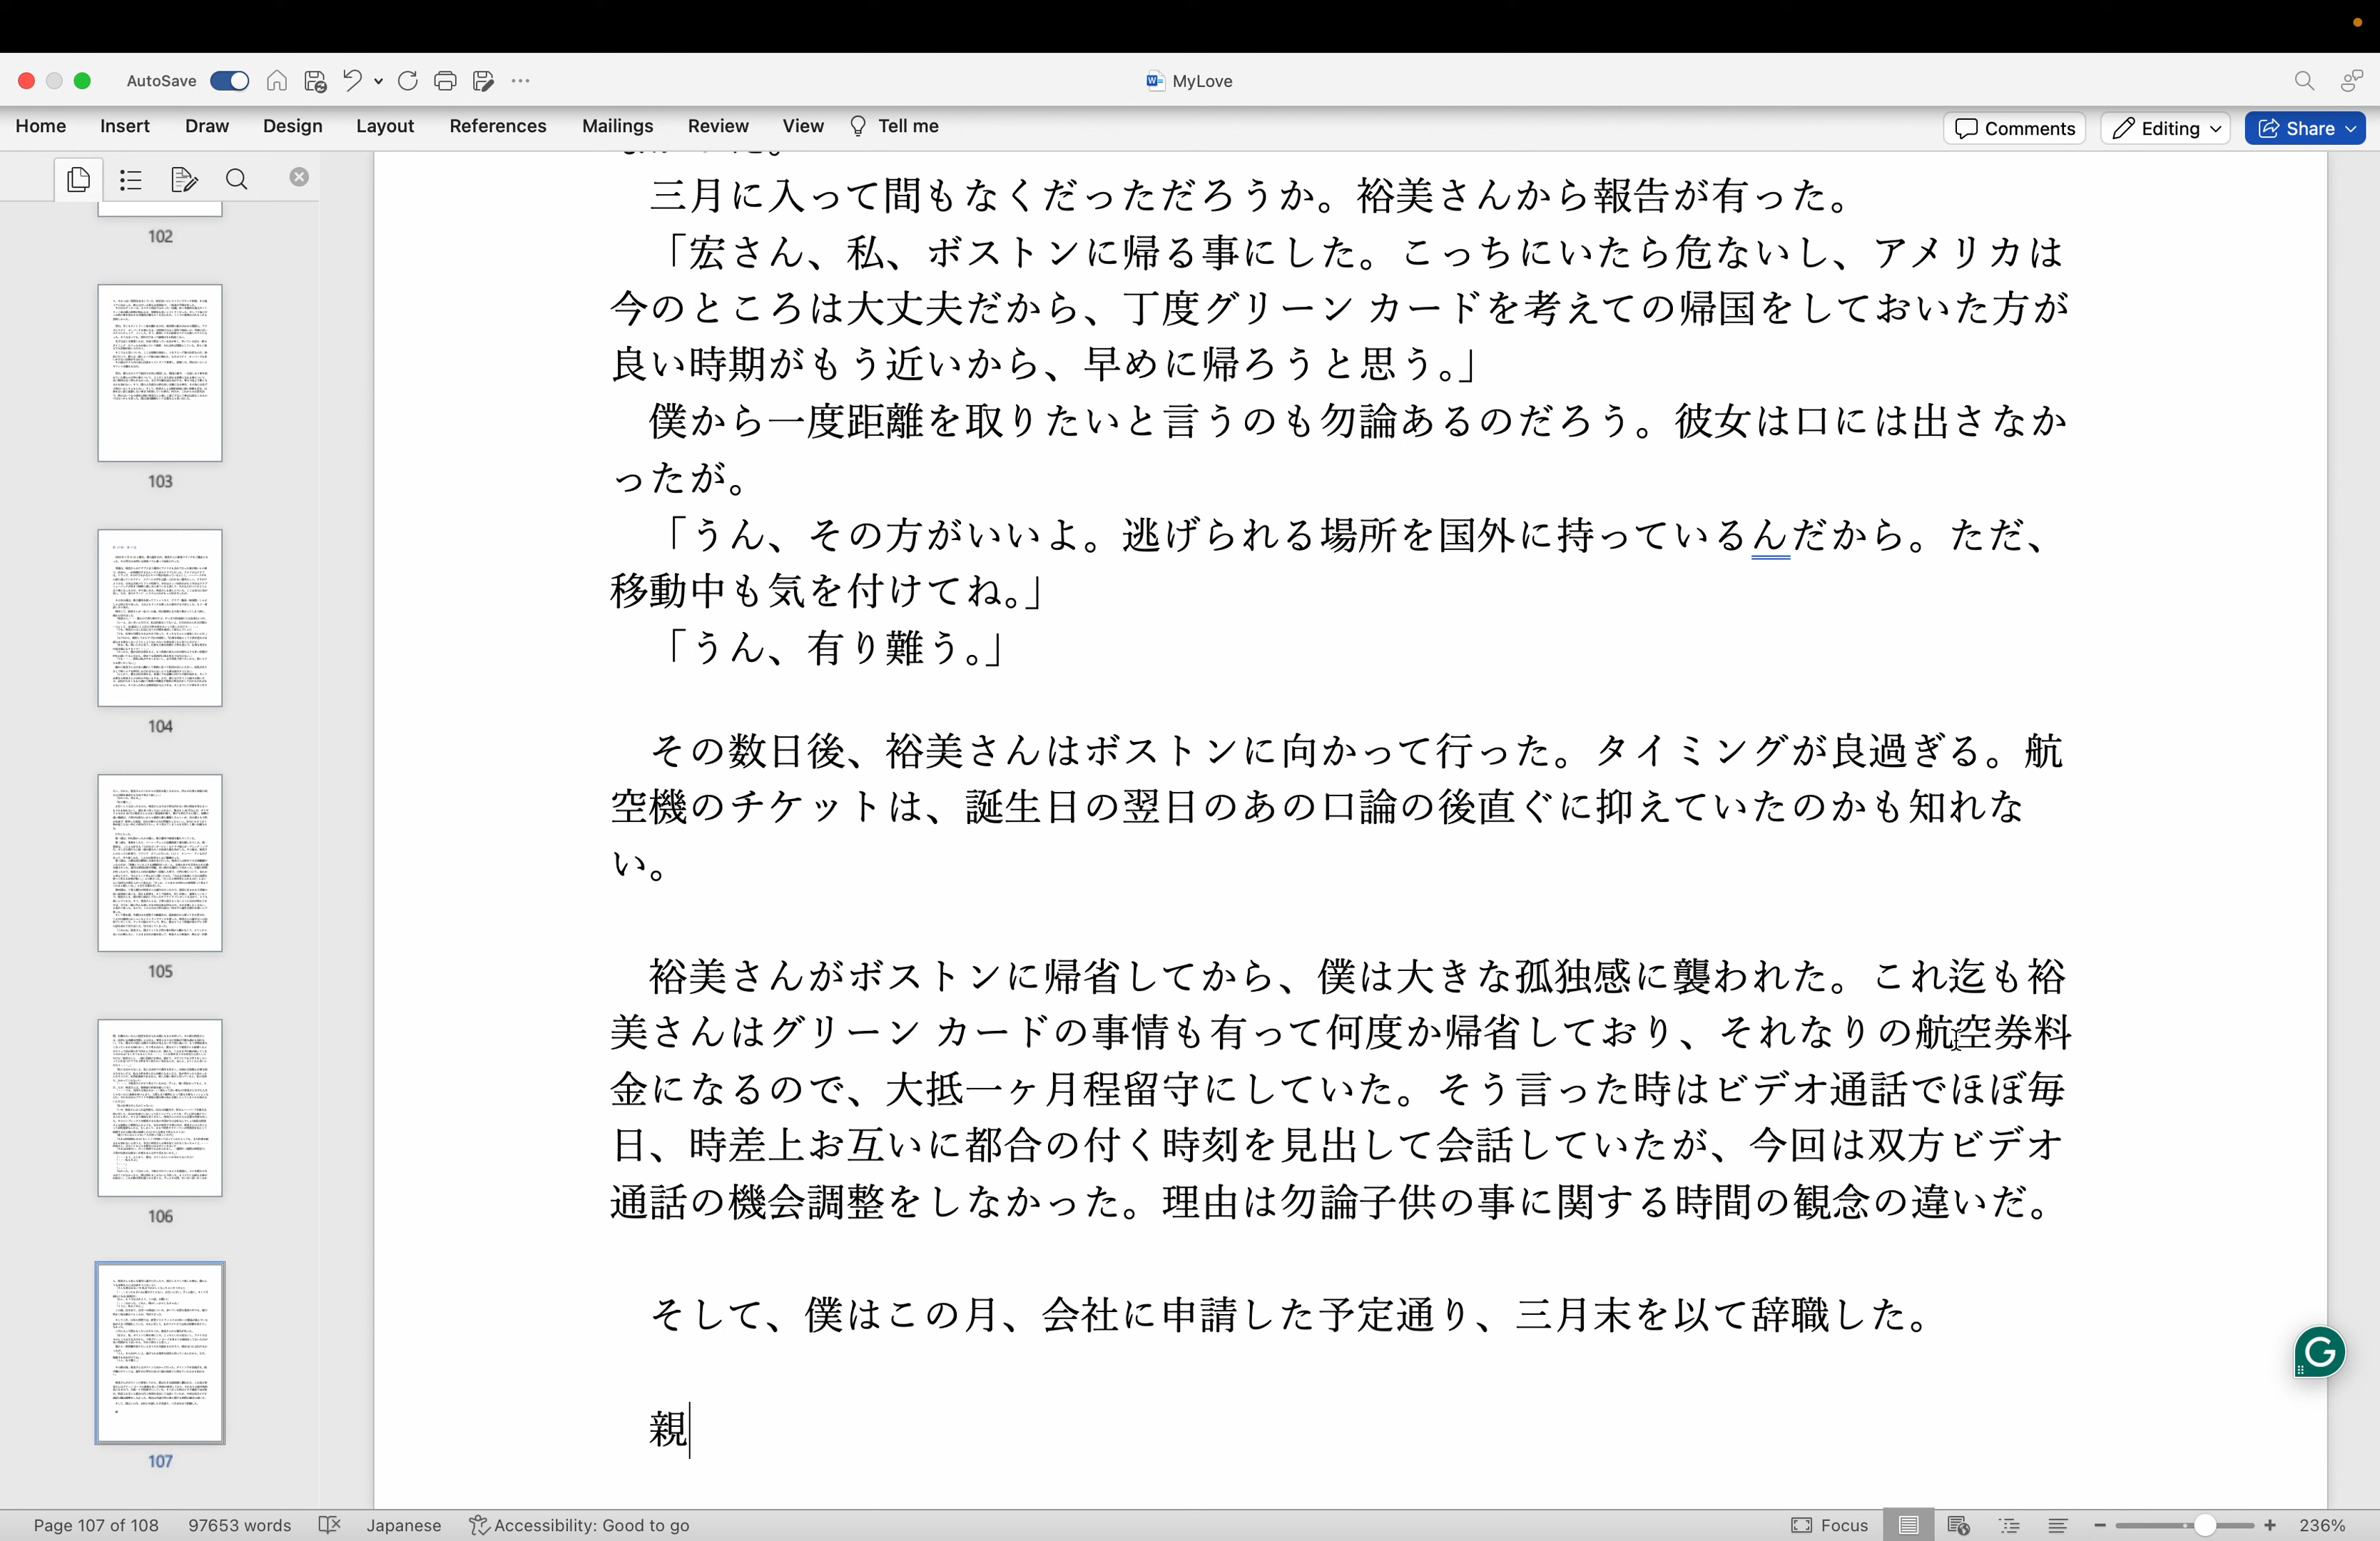 AutoSave
MyLove
Home Insert Draw Design Layout References Mailings Review View Tell me
Comments Editing Share
102
103
104
105
106
107
三月に入って間もなくだっただろうか。裕美さんから報告が有った。
「宏さん、私、ボストンに帰る事にした。こっちにいたら危ないし、アメリカは
今のところは大丈夫だから、丁度グリーン カードを考えての帰国をしておいた方が
良い時期がもう近いから、早めに帰ろうと思う。」
僕から一度距離を取りたいと言うのも勿論あるのだろう。彼女は口には出さなか
ったが。
「うん、その方がいいよ。逃げられる場所を国外に持っているんだから。ただ、
移動中も気を付けてね。」
「うん、有り難う。」
その数日後、裕美さんはボストンに向かって行った。タイミングが良過ぎる。航
空機のチケットは、誕生日の翌日のあの口論の後直ぐに抑えていたのかも知れな
い。
裕美さんがボストンに帰省してから、僕は大きな孤独感に襲われた。これ迄も裕
美さんはグリーン カードの事情も有って何度か帰省しており、それなりの航空券料
金になるので、大抵一ヶ月程留守にしていた。そう言った時はビデオ通話でほぼ毎
日、時差上お互いに都合の付く時刻を見出して会話していたが、今回は双方ビデオ
通話の機会調整をしなかった。理由は勿論子供の事に関する時間の観念の違いだ。
そして、僕はこの月、会社に申請した予定通り、三月末を以て辞職した。
親
Page 107 of 108 97653 words Japanese Accessibility: Good to go Focus 236%